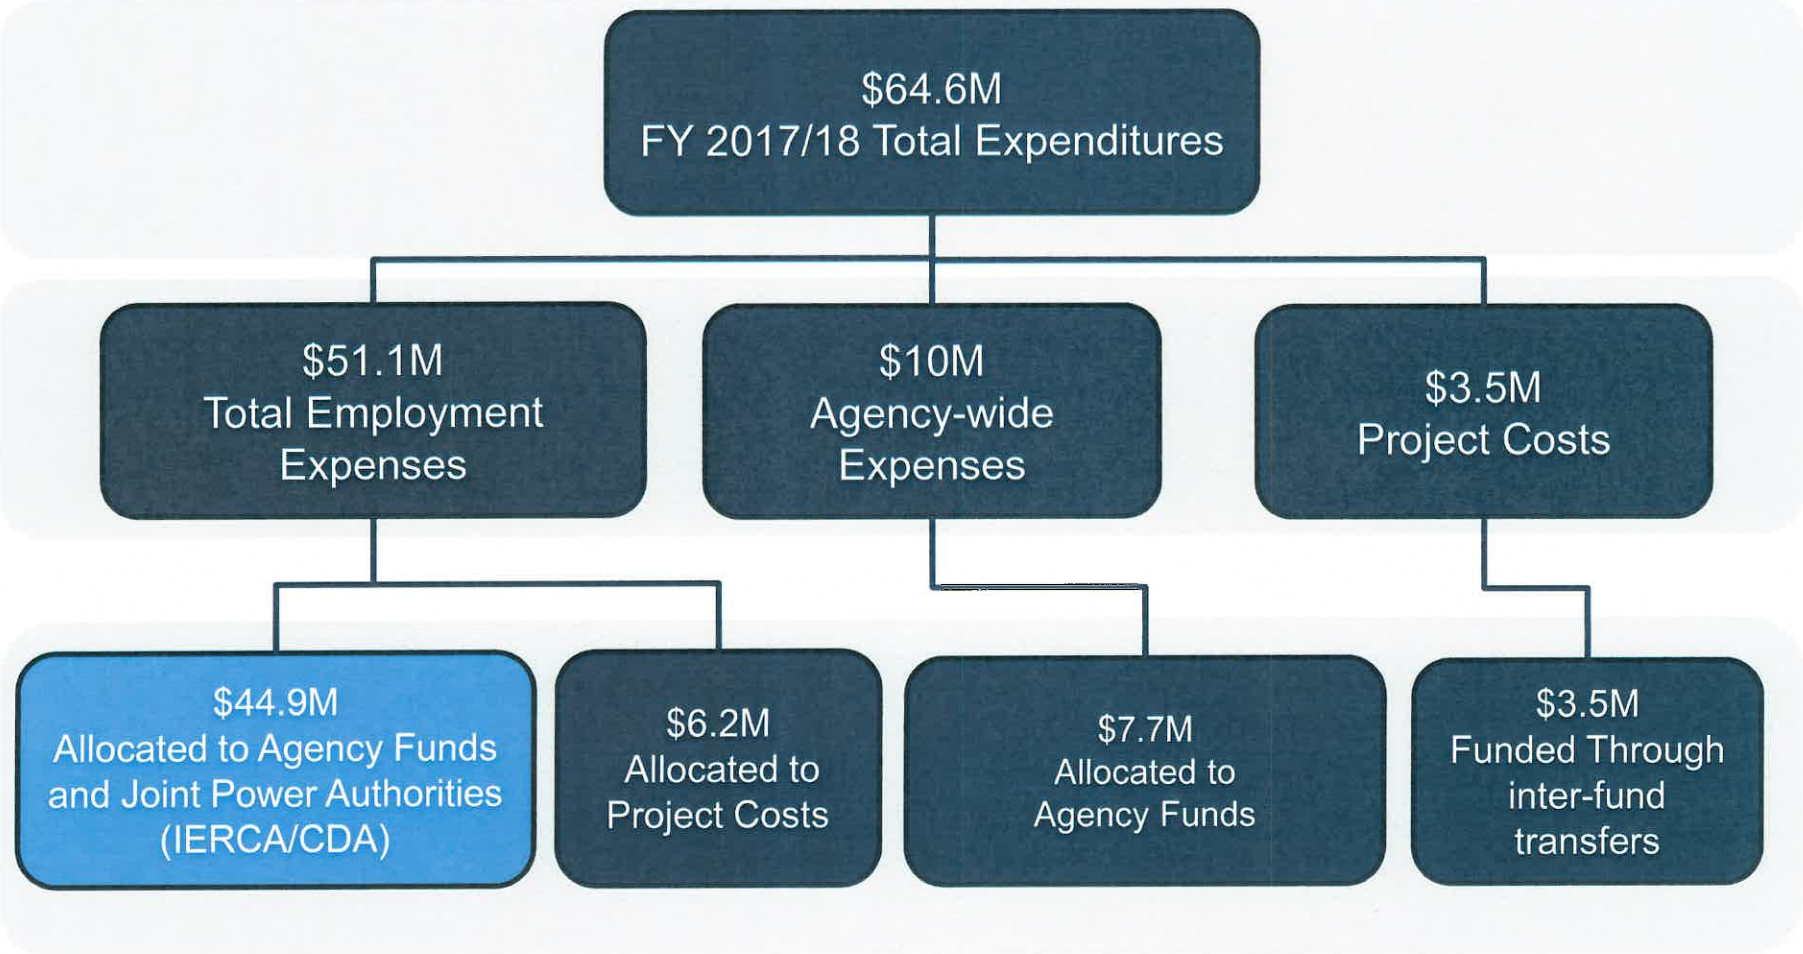 $64.6M
FY 2017/18 Total Expenditures
$51.1M
Total Employment
Expenses
$10M
Agency-wide
Expenses
$3.5M
Project Costs
$44.9M
Allocated to Agency Funds
and Joint Power Authorities
(IERCA/CDA)
$6.2M
Allocated to
Project Costs
$7.7M
Allocated to
Agency Funds
$3.5M
Funded Through
inter-fund
transfers